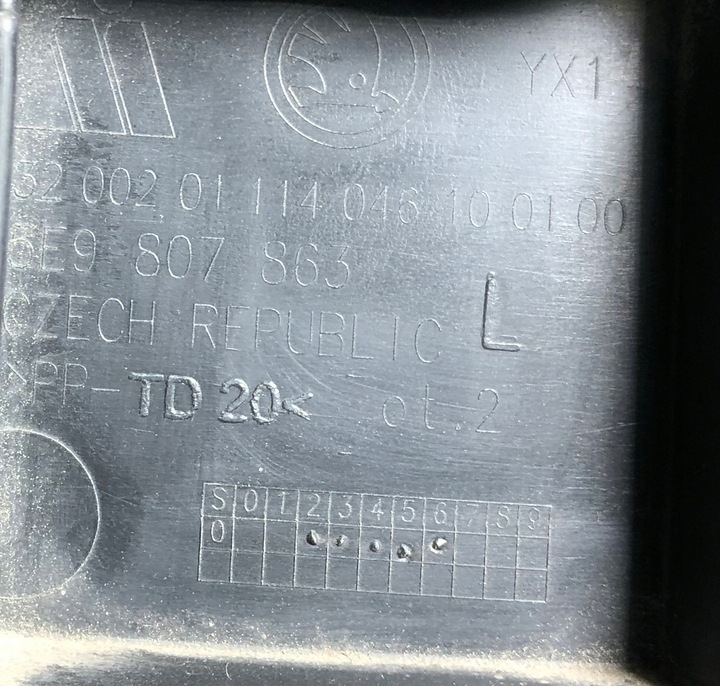 YX1
32 002 01 114 046 10 01 00
5E9 807 863
CZECH REPUBLIC L
>PP-TD 20< ot.2
S 0 1 2 3 4 5 6 7 8 9
0